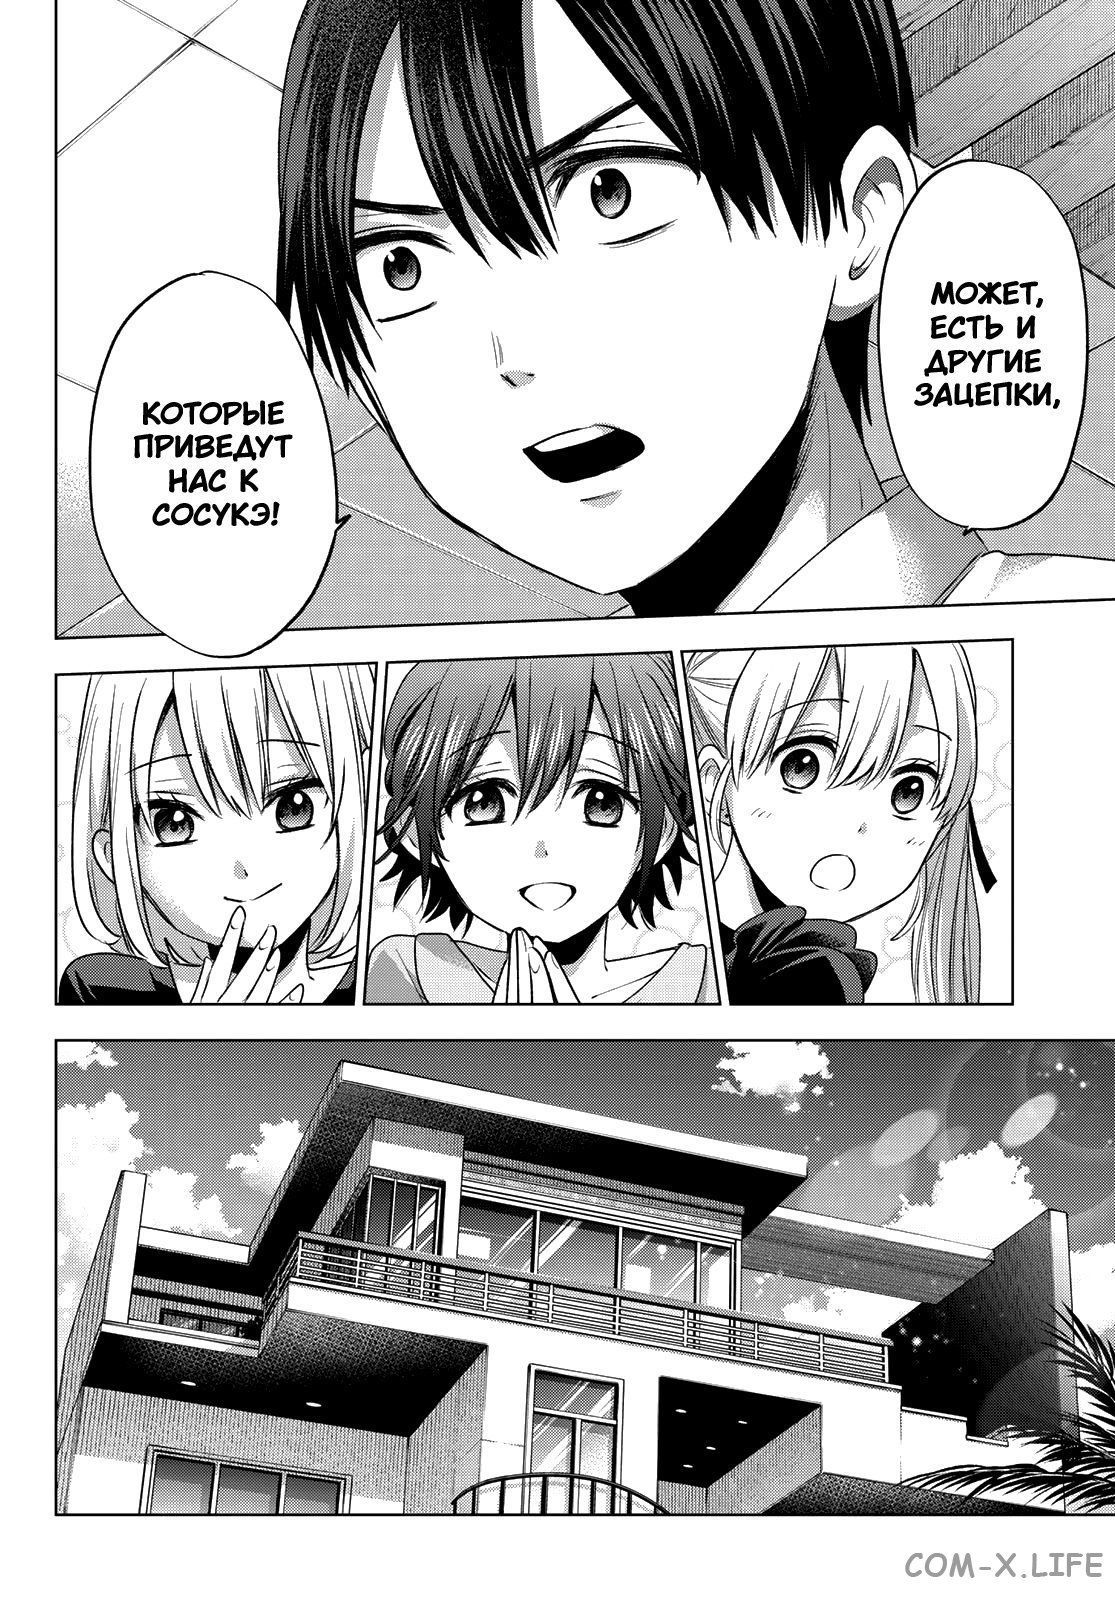 МОЖЕТ,
ЕСТЬ И
ДРУГИЕ
ЗАЦЕПКИ,
КОТОРЫЕ
ПРИВЕДУТ
НАС К
СОСУКЭ!
COM-X.LIFE